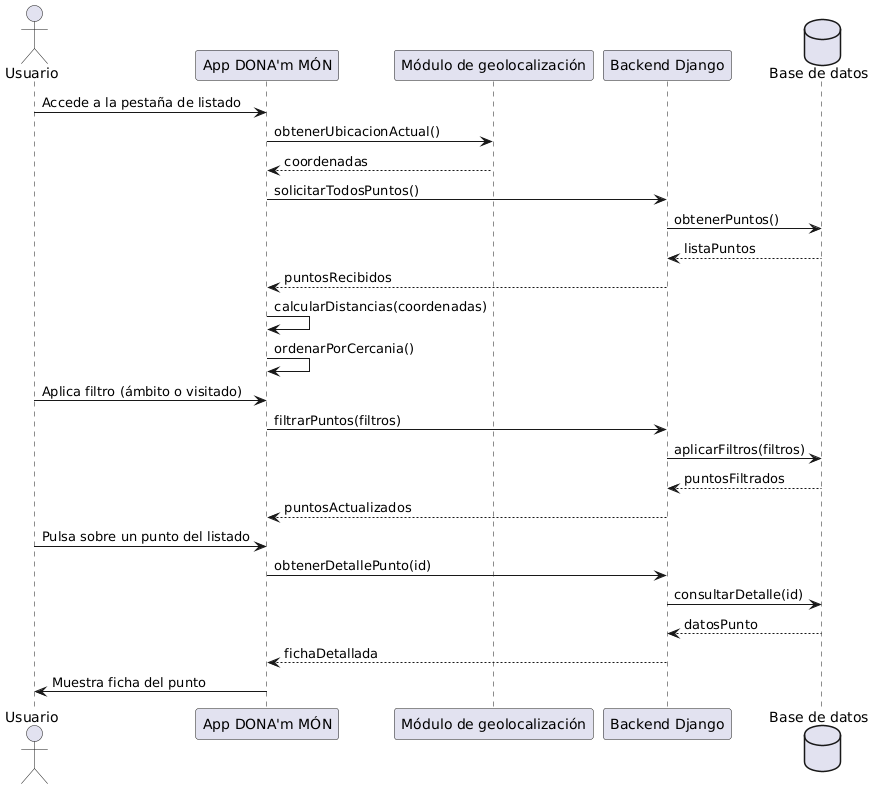 Usuario
App DONA'm MÓN
Módulo de geolocalización
Backend Django
Base de datos
Accede a la pestaña de listado
obtenerUbicacionActual()
coordenadas
solicitarTodosPuntos()
obtenerPuntos()
listaPuntos
puntosRecibidos
calcularDistancias(coordenadas)
ordenarPorCercania()
Aplica filtro (ámbito o visitado)
filtrarPuntos(filtros)
aplicarFiltros(filtros)
puntosFiltrados
puntosActualizados
Pulsa sobre un punto del listado
obtenerDetallePunto(id)
consultarDetalle(id)
datosPunto
fichaDetallada
Muestra ficha del punto
Usuario
App DONA'm MÓN
Módulo de geolocalización
Backend Django
Base de datos